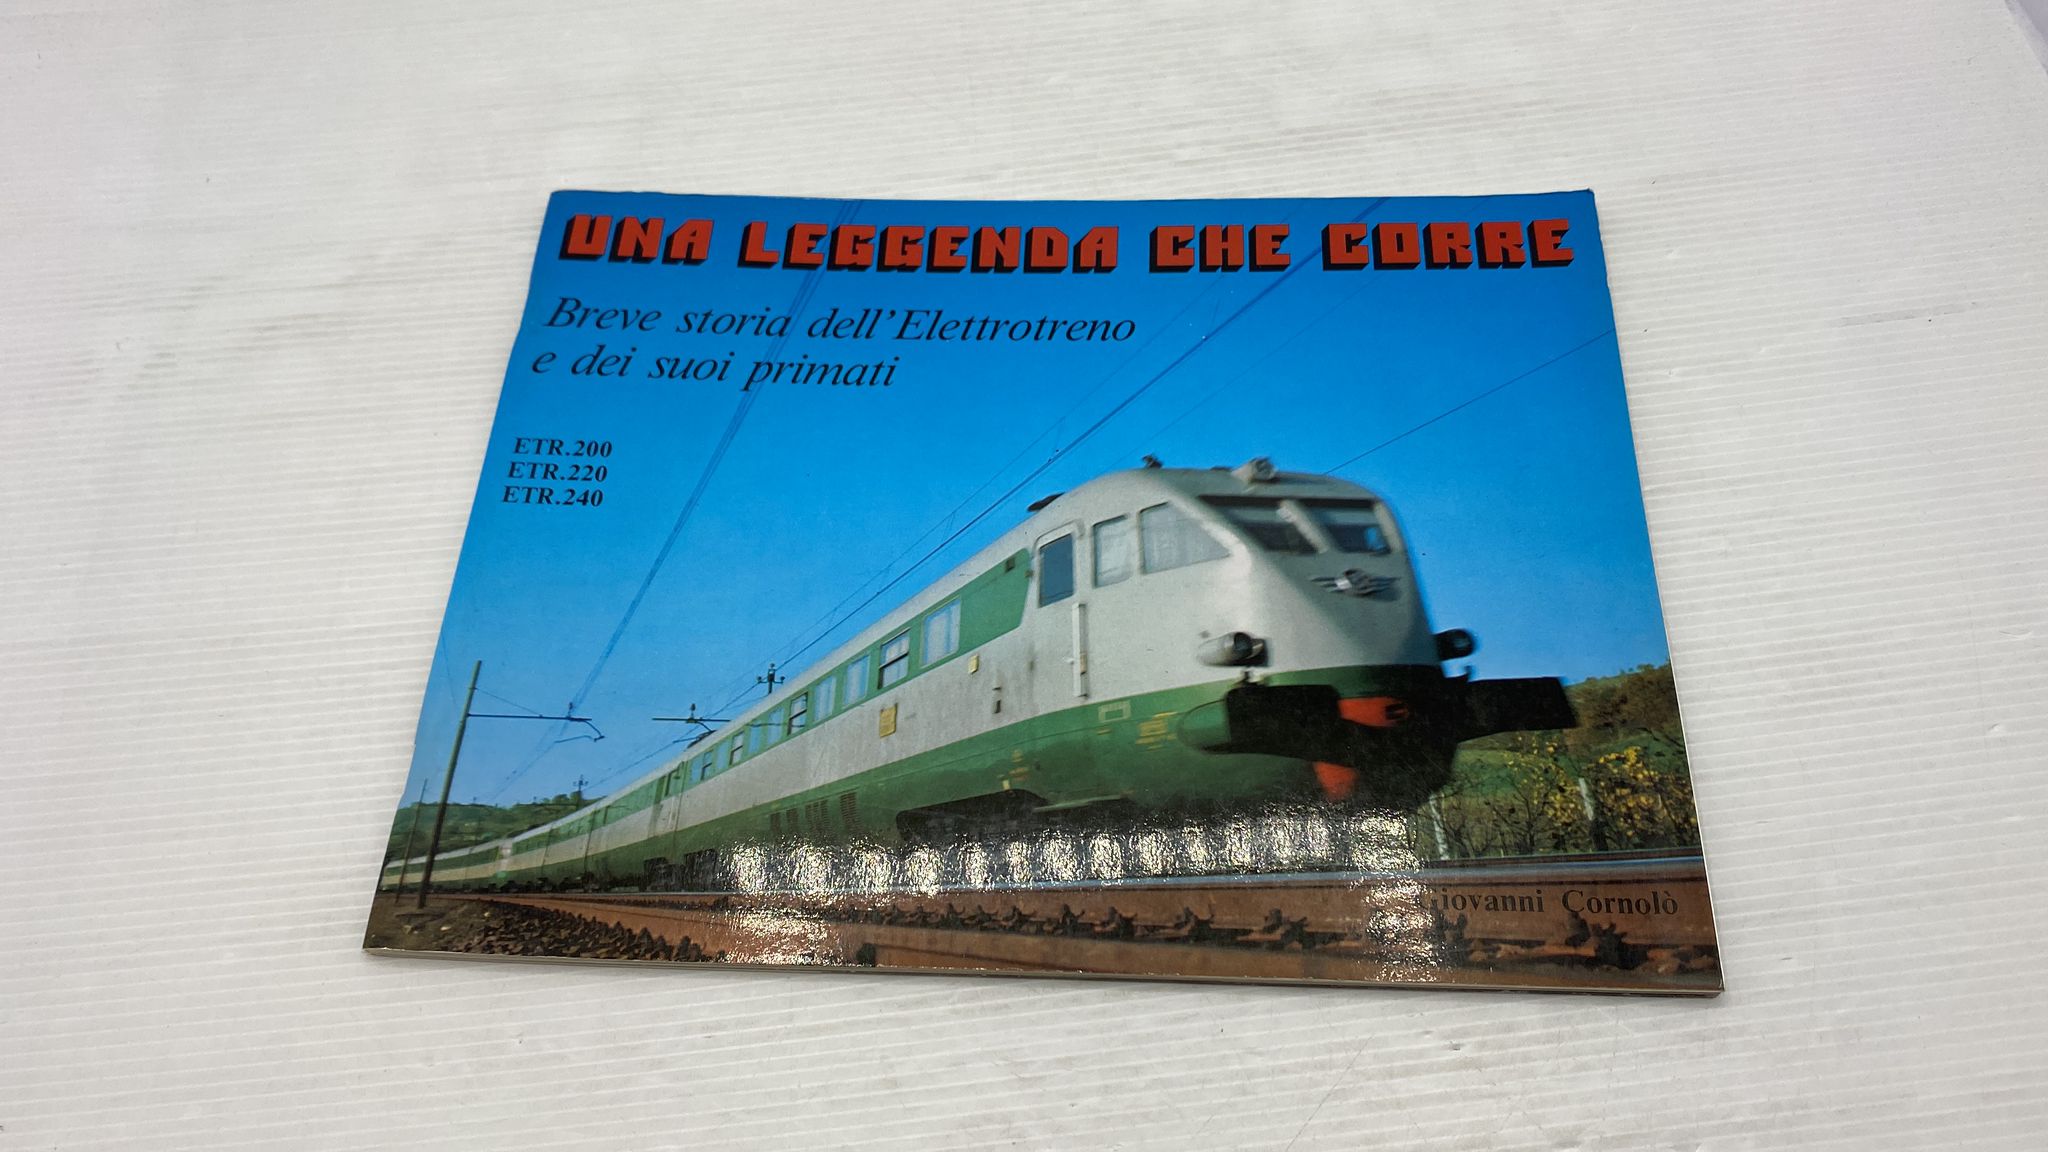 UNA LEGGENDA CHE CORRE
Breve storia dell'Elettrotreno
e dei suoi primati
ETR.200
ETR.220
ETR.240
Giovanni Cornolò